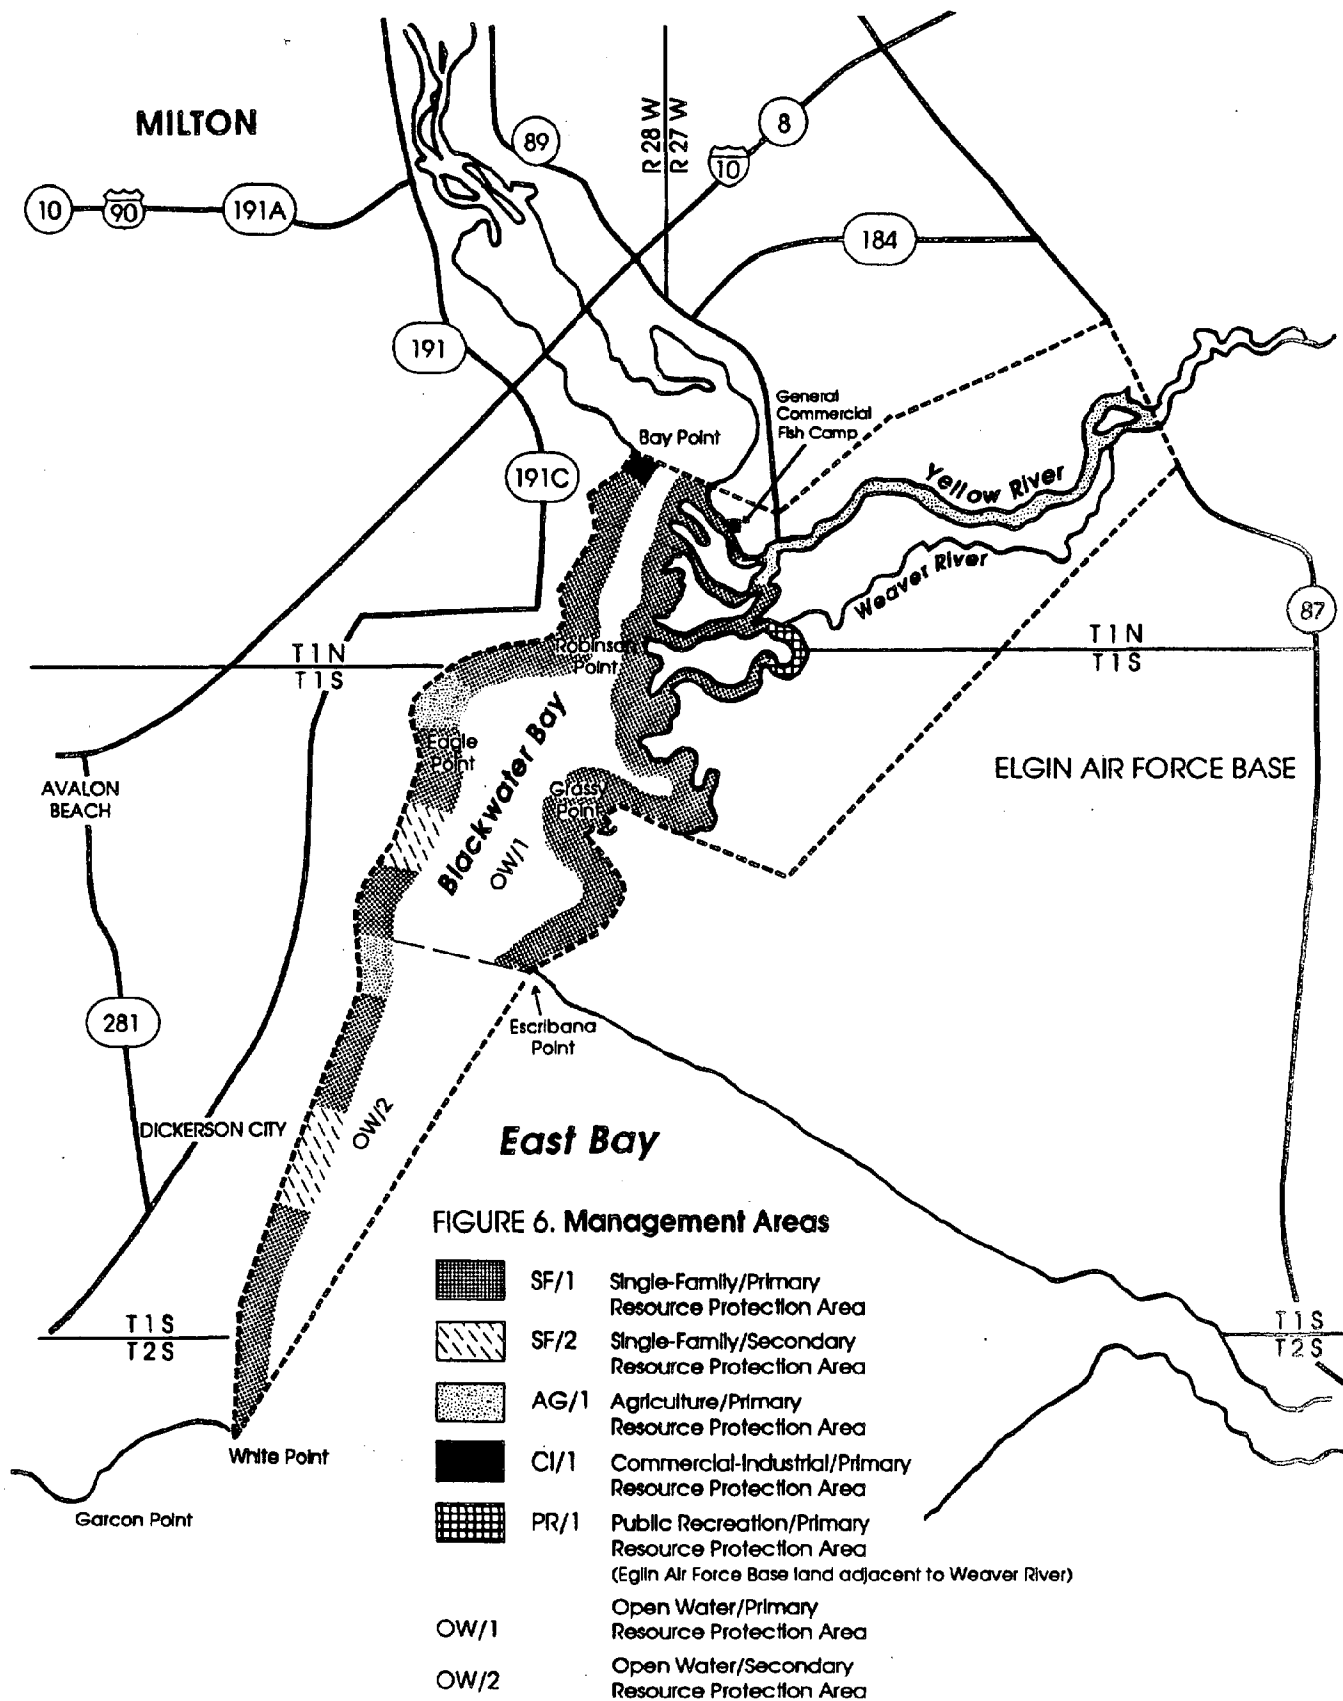 MILTON
10
90
191A
89
R 28 W
R 27 W
10
8
184
191
General
Commercial
Fish Camp
Bay Point
191C
Yellow River
Weaver River
87
T 1 N
T 1 S
T 1 N
T 1 S
Robinson
Point
Eagle
Point
Blackwater Bay
OW/1
Grassy
Point
ELGIN AIR FORCE BASE
AVALON
BEACH
281
Escribana
Point
DICKERSON CITY
OW/2
East Bay
FIGURE 6. Management Areas
SF/1 Single-Family/Primary
Resource Protection Area
SF/2 Single-Family/Secondary
Resource Protection Area
AG/1 Agriculture/Primary
Resource Protection Area
CI/1 Commercial-Industrial/Primary
Resource Protection Area
PR/1 Public Recreation/Primary
Resource Protection Area
(Eglin Air Force Base land adjacent to Weaver River)
Open Water/Primary
OW/1 Resource Protection Area
Open Water/Secondary
OW/2 Resource Protection Area
T 1 S
T 2 S
T 1 S
T 2 S
White Point
Garcon Point